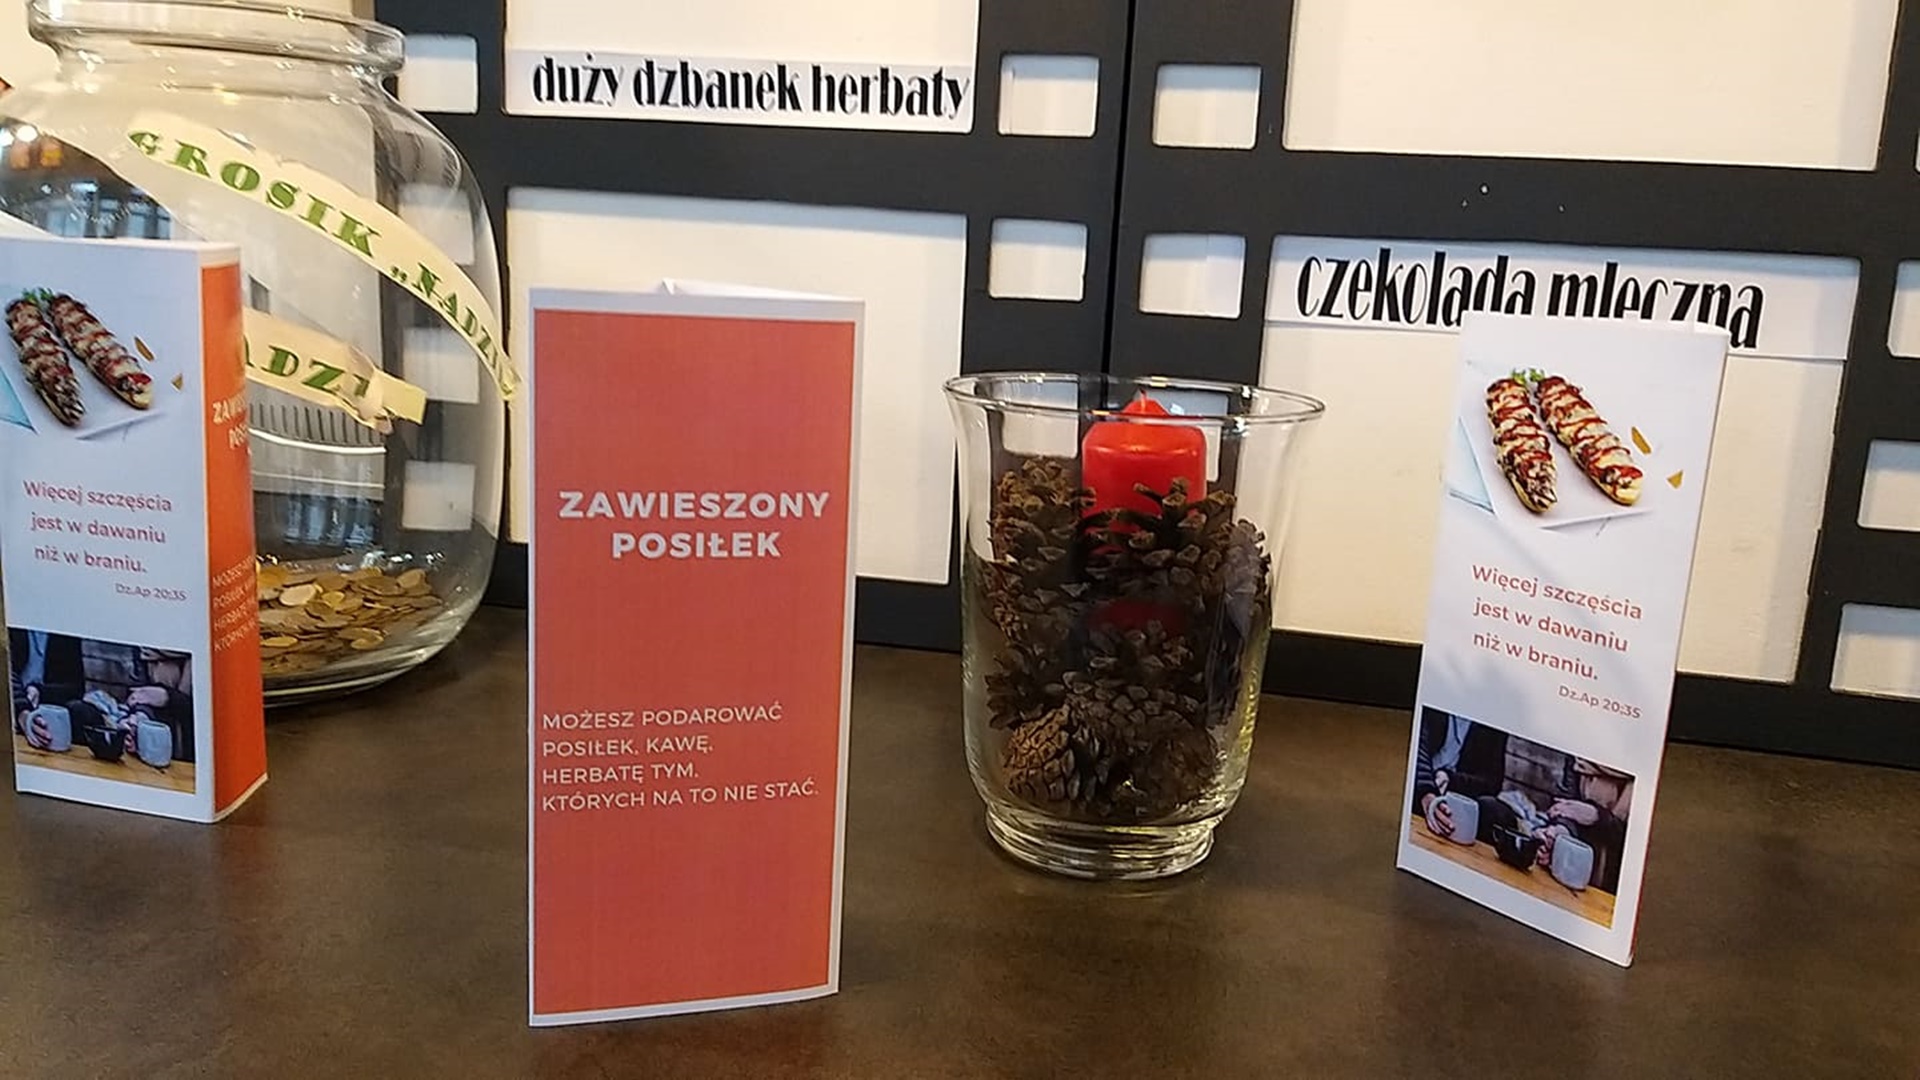 duży dzbanek herbaty
czekolada mleczna
GROSIK „NADZIEI
Więcej szczęścia
jest w dawaniu
niż w braniu.
Dz.Ap 20:35
ZAWIESZONY
POSIŁEK
MOŻESZ PODAROWAĆ
POSIŁEK, KAWĘ,
HERBATĘ TYM,
KTÓRYCH NA TO NIE STAĆ.
Więcej szczęścia
jest w dawaniu
niż w braniu.
Dz.Ap 20:35